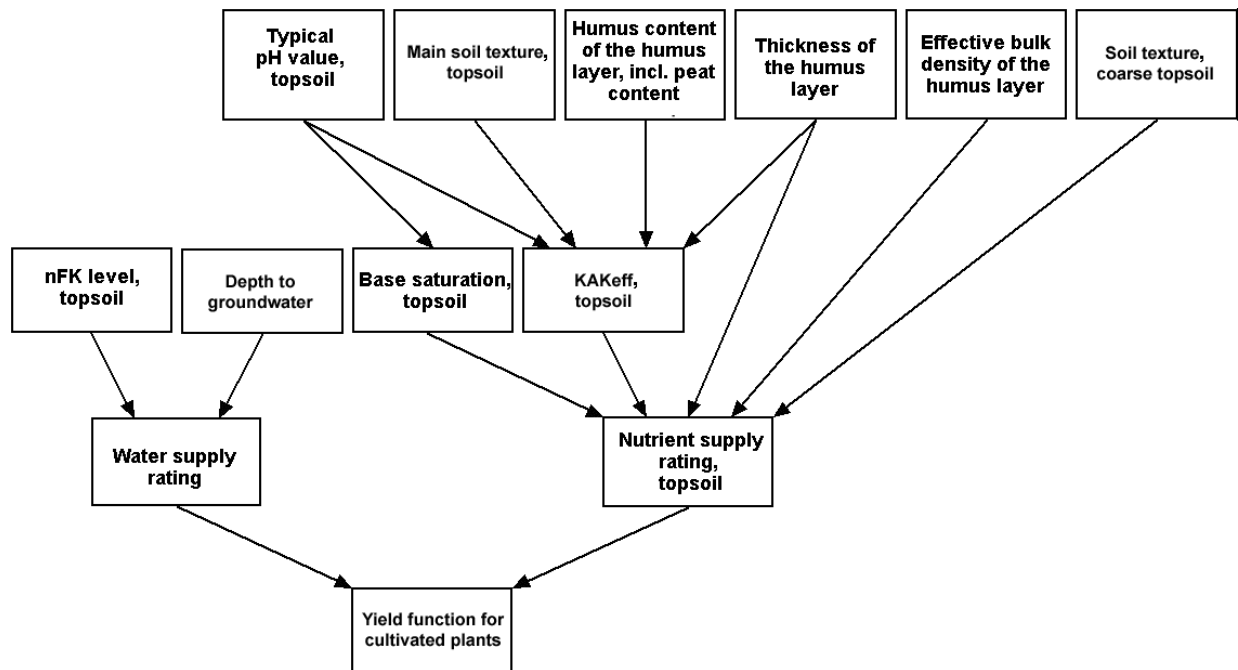 Typical
pH value,
topsoil
Main soil texture,
topsoil
Humus content
of the humus
layer, incl. peat
content
Thickness of
the humus
layer
Effective bulk
density of the
humus layer
Soil texture,
coarse topsoil
nFK level,
topsoil
Depth to
groundwater
Base saturation,
topsoil
KAKeff,
topsoil
Water supply
rating
Nutrient supply
rating,
topsoil
Yield function for
cultivated plants